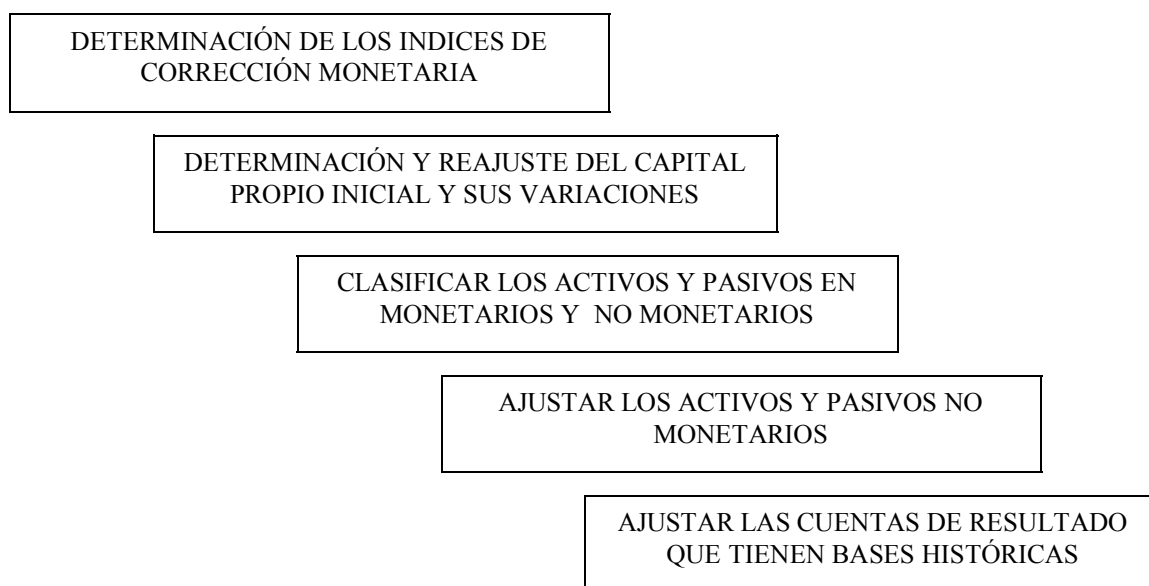 DETERMINACIÓN DE LOS INDICES DE
CORRECCIÓN MONETARIA
DETERMINACIÓN Y REAJUSTE DEL CAPITAL
PROPIO INICIAL Y SUS VARIACIONES
CLASIFICAR LOS ACTIVOS Y PASIVOS EN
MONETARIOS Y NO MONETARIOS
AJUSTAR LOS ACTIVOS Y PASIVOS NO
MONETARIOS
AJUSTAR LAS CUENTAS DE RESULTADO
QUE TIENEN BASES HISTÓRICAS